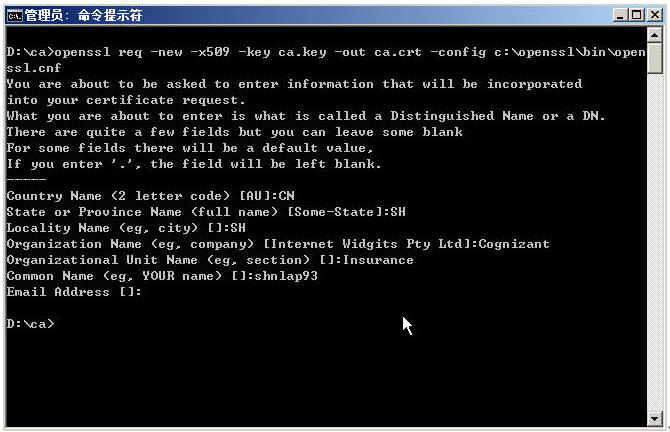 管理员: 命令提示符
D:\ca>openssl req -new -x509 -key ca.key -out ca.crt -config c:\openssl\bin\open
ssl.cnf
You are about to be asked to enter information that will be incorporated
into your certificate request.
What you are about to enter is what is called a Distinguished Name or a DN.
There are quite a few fields but you can leave some blank
For some fields there will be a default value,
If you enter '.', the field will be left blank.
-----
Country Name (2 letter code) [AU]:CN
State or Province Name (full name) [Some-State]:SH
Locality Name (eg, city) []:SH
Organization Name (eg, company) [Internet Widgits Pty Ltd]:Cognizant
Organizational Unit Name (eg, section) []:Insurance
Common Name (eg, YOUR name) []:shnlap93
Email Address []:
D:\ca>